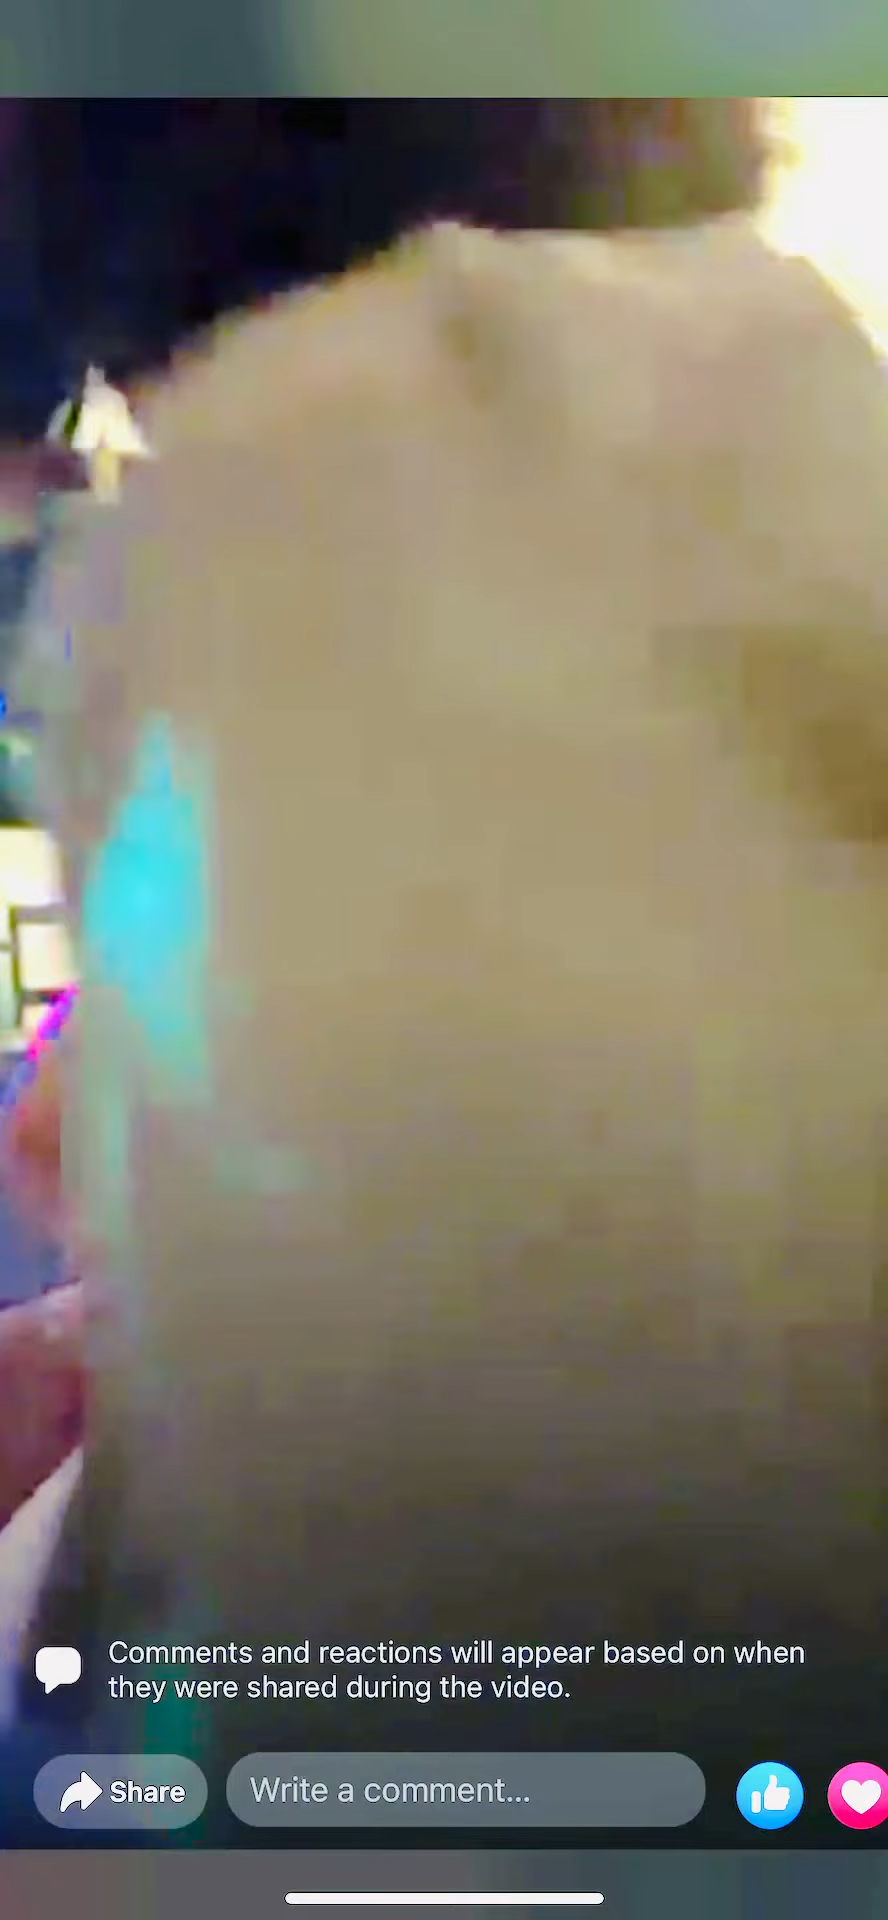 Comments and reactions will appear based on when
they were shared during the video.
Share
Write a comment...